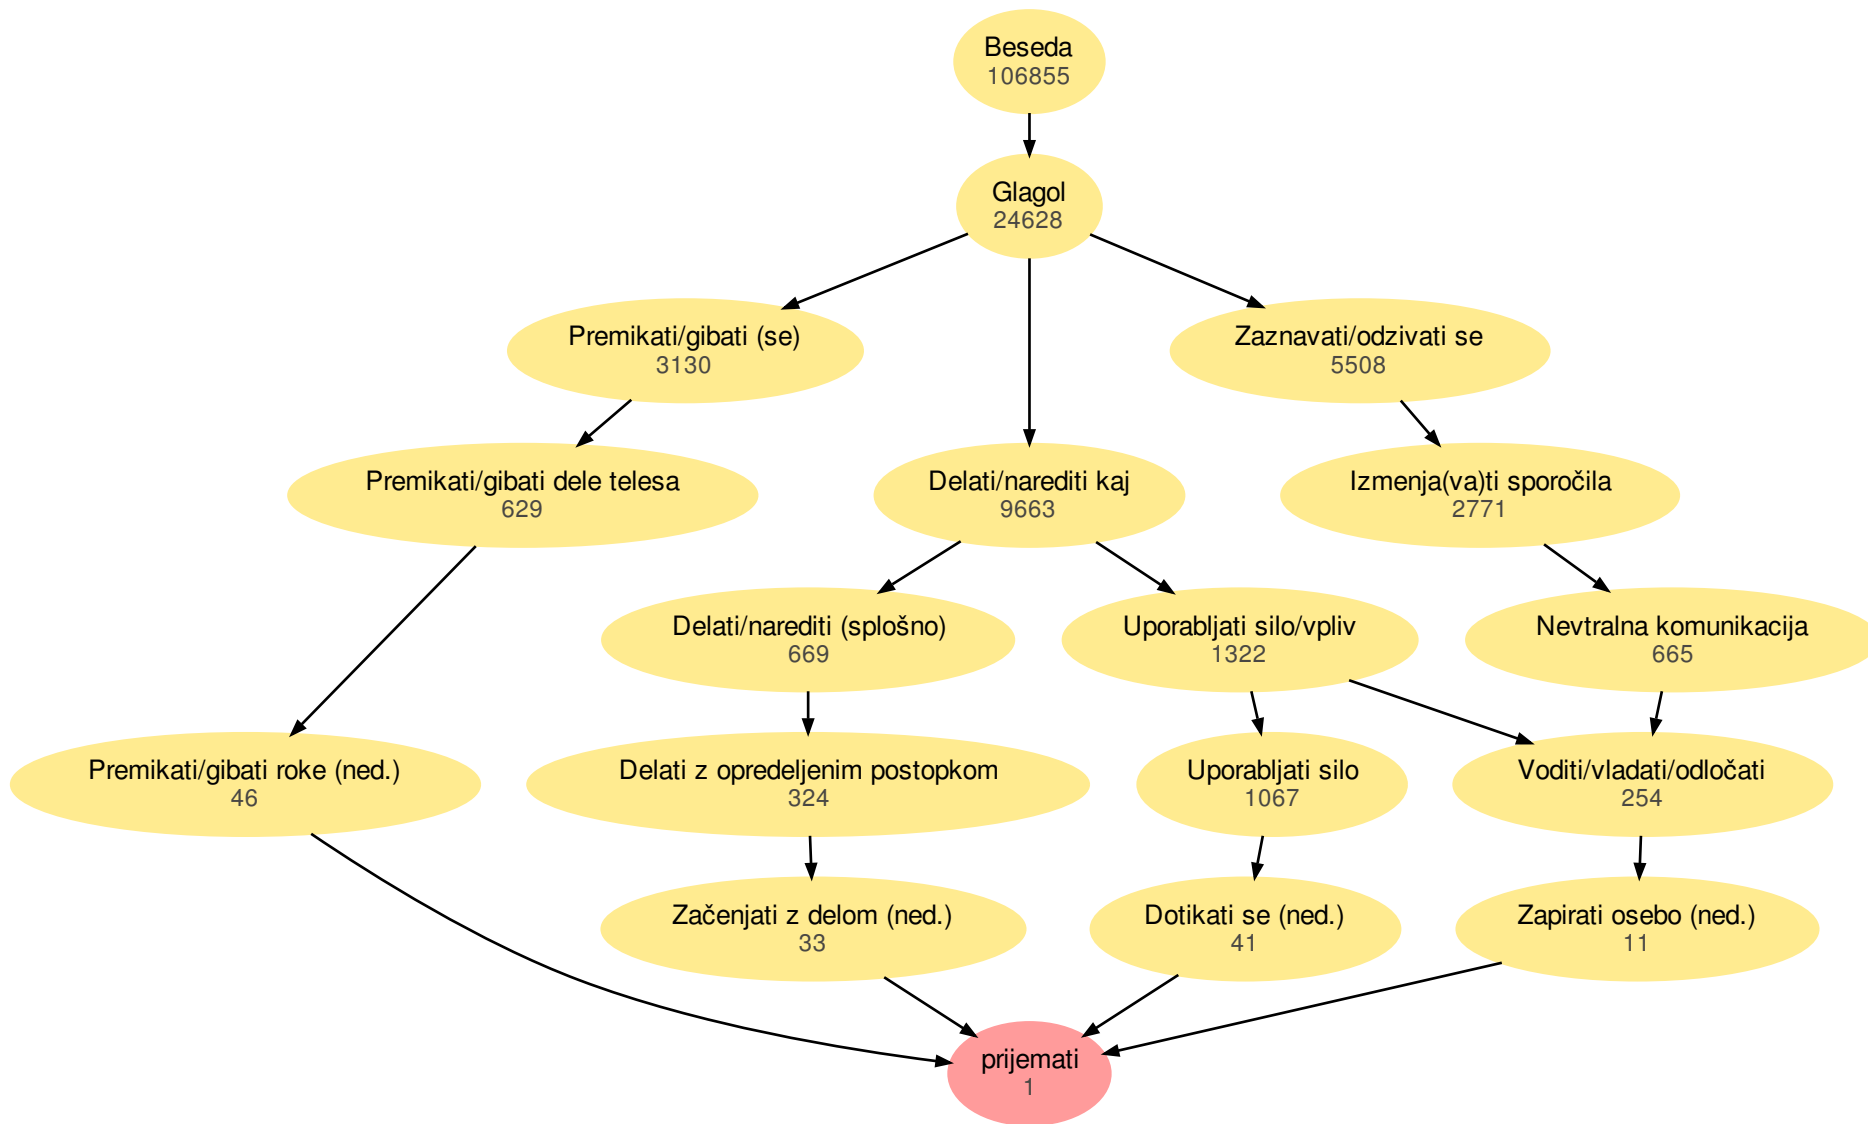 Beseda
106855
Glagol
24628
Premikati/gibati (se)
3130
Zaznavati/odzivati se
5508
Premikati/gibati dele telesa
629
Delati/narediti kaj
9663
Izmenja(va)ti sporočila
2771
Delati/narediti (splošno)
669
Uporabljati silo/vpliv
1322
Nevtralna komunikacija
665
Premikati/gibati roke (ned.)
46
Delati z opredeljenim postopkom
324
Uporabljati silo
1067
Voditi/vladati/odločati
254
Začenjati z delom (ned.)
33
Dotikati se (ned.)
41
Zapirati osebo (ned.)
11
prijemati
1